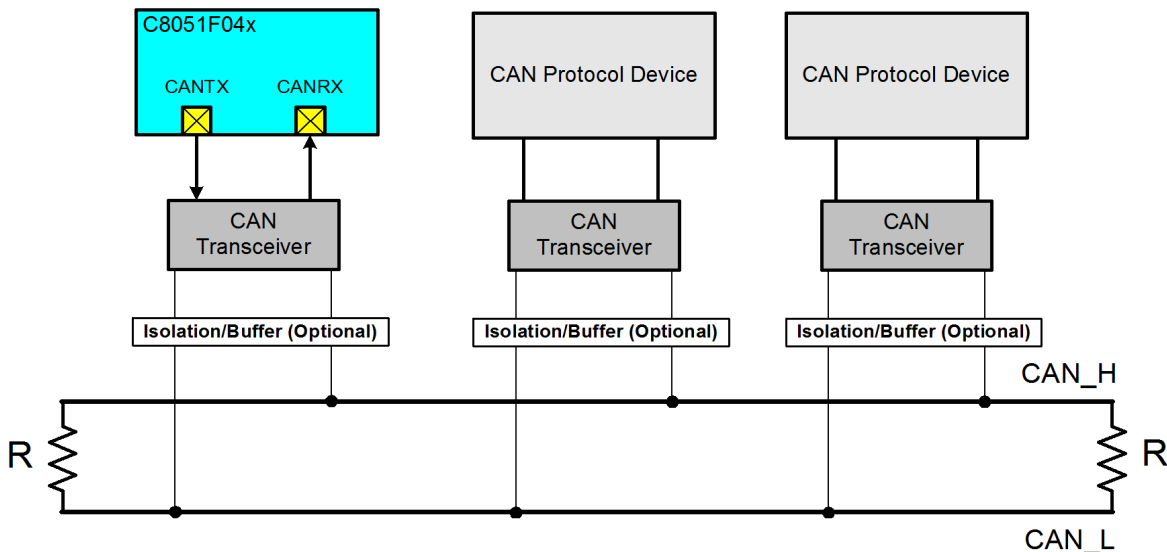 C8051F04x
CANTX
CANRX
CAN Protocol Device
CAN Protocol Device
CAN
Transceiver
CAN
Transceiver
CAN
Transceiver
Isolation/Buffer (Optional)
Isolation/Buffer (Optional)
Isolation/Buffer (Optional)
CAN_H
R
R
CAN_L